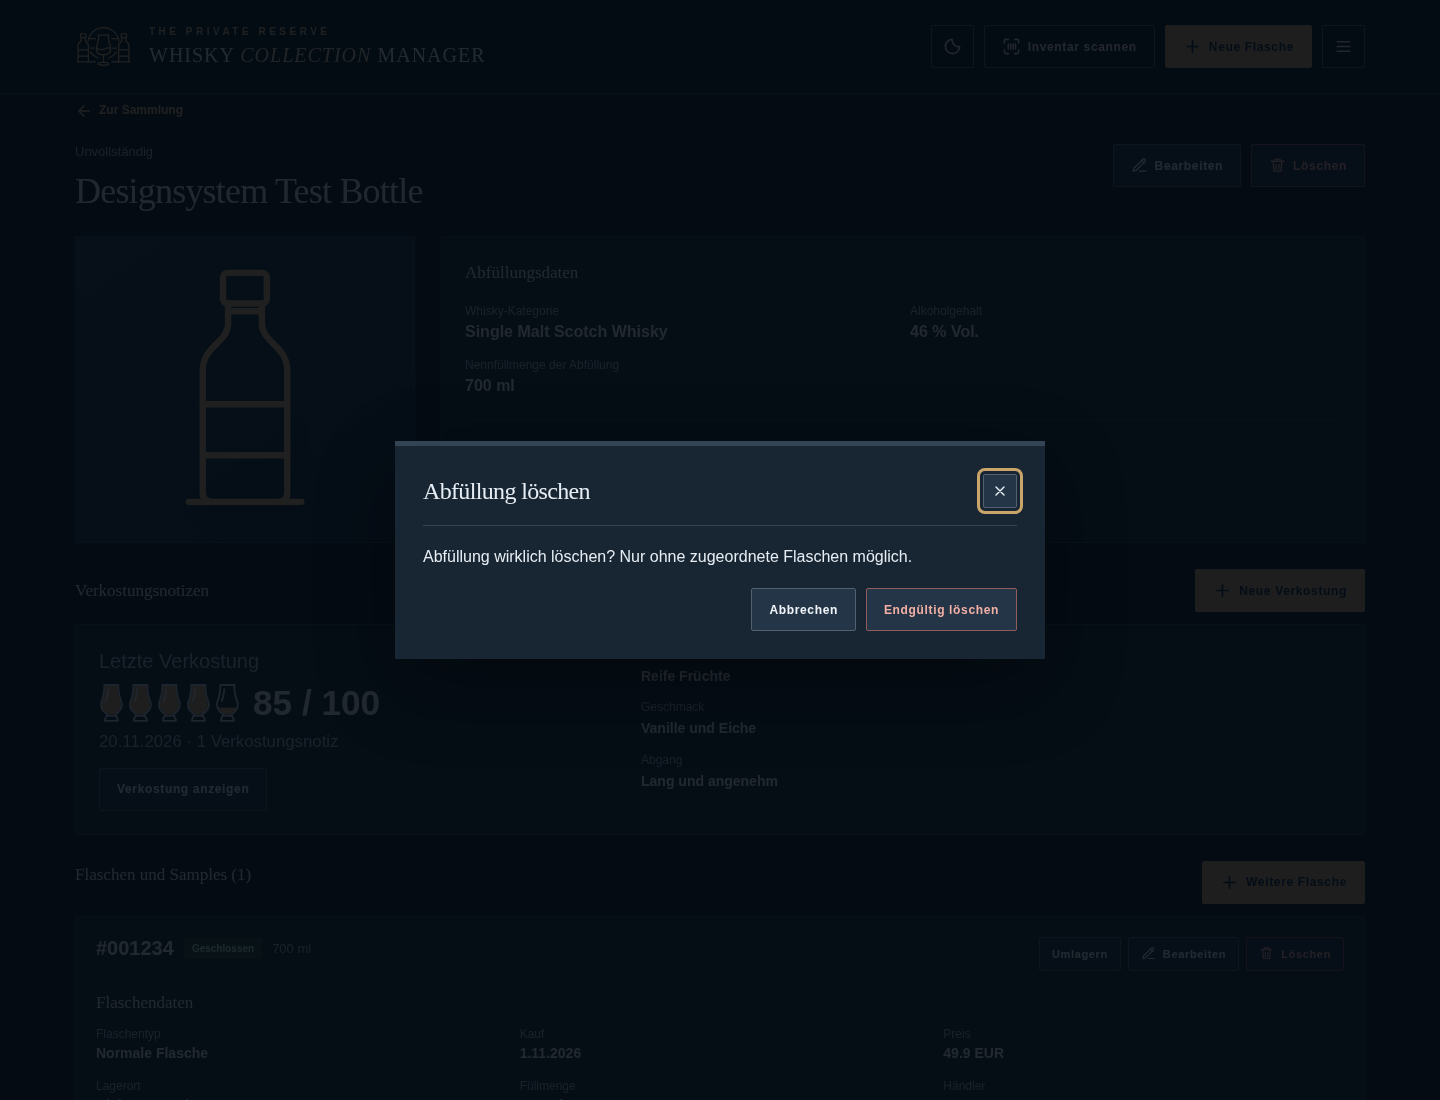 THE PRIVATE RESERVE
WHISKY COLLECTION MANAGER
Inventar scannen
Neue Flasche
Zur Sammlung
Unvollständig
Designsystem Test Bottle
Bearbeiten
Löschen
Abfüllungsdaten
Whisky-Kategorie
Alkoholgehalt
Single Malt Scotch Whisky
46 % Vol.
Nennfüllmenge der Abfüllung
700 ml
Abfüllung löschen
Abfüllung wirklich löschen? Nur ohne zugeordnete Flaschen möglich.
Abbrechen
Endgültig löschen
Verkostungsnotizen
Neue Verkostung
Letzte Verkostung
85 / 100
20.11.2026 · 1 Verkostungsnotiz
Verkostung anzeigen
Reife Früchte
Geschmack
Vanille und Eiche
Abgang
Lang und angenehm
Flaschen und Samples (1)
Weitere Flasche
#001234
Geschlossen
700 ml
Umlagern
Bearbeiten
Löschen
Flaschendaten
Flaschentyp
Kauf
Preis
Normale Flasche
1.11.2026
49.9 EUR
Lagerort
Füllmenge
Händler